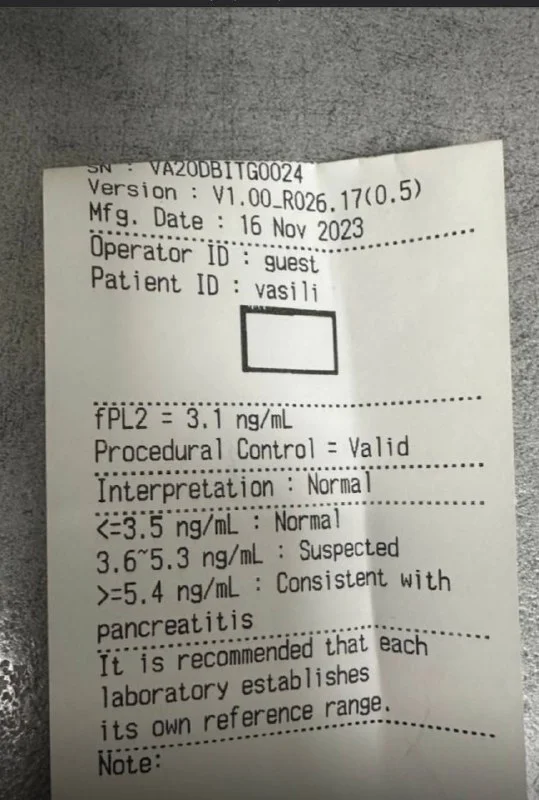 SN : VA20DBITG0024
Version : V1.00_R026.17(0.5)
Mfg. Date : 16 Nov 2023
Operator ID : guest
Patient ID : vasili
fPL2 = 3.1 ng/mL
Procedural Control = Valid
Interpretation : Normal
<=3.5 ng/mL : Normal
3.6~5.3 ng/mL : Suspected
>=5.4 ng/mL : Consistent with
pancreatitis
It is recommended that each
laboratory establishes
its own reference range.
Note: